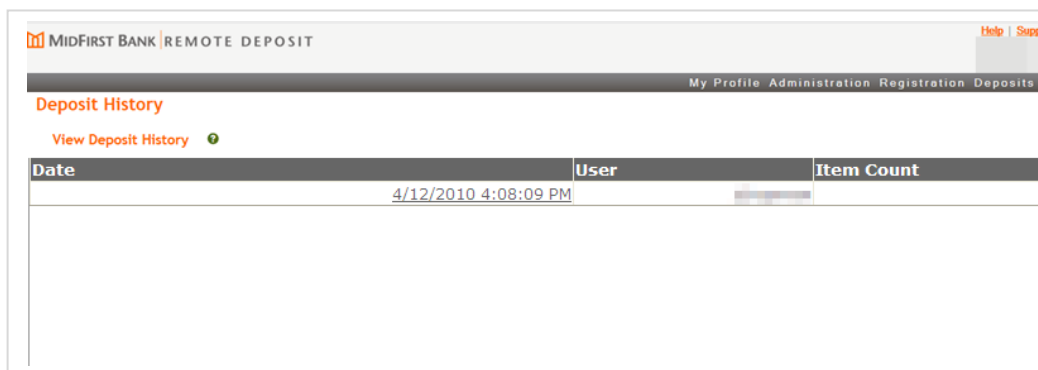 MIDFIRST BANK REMOTE DEPOSIT
Help |
My Profile Administration Registration Deposits
Deposit History
View Deposit History ?
Date User Item Count
4/12/2010 4:08:09 PM